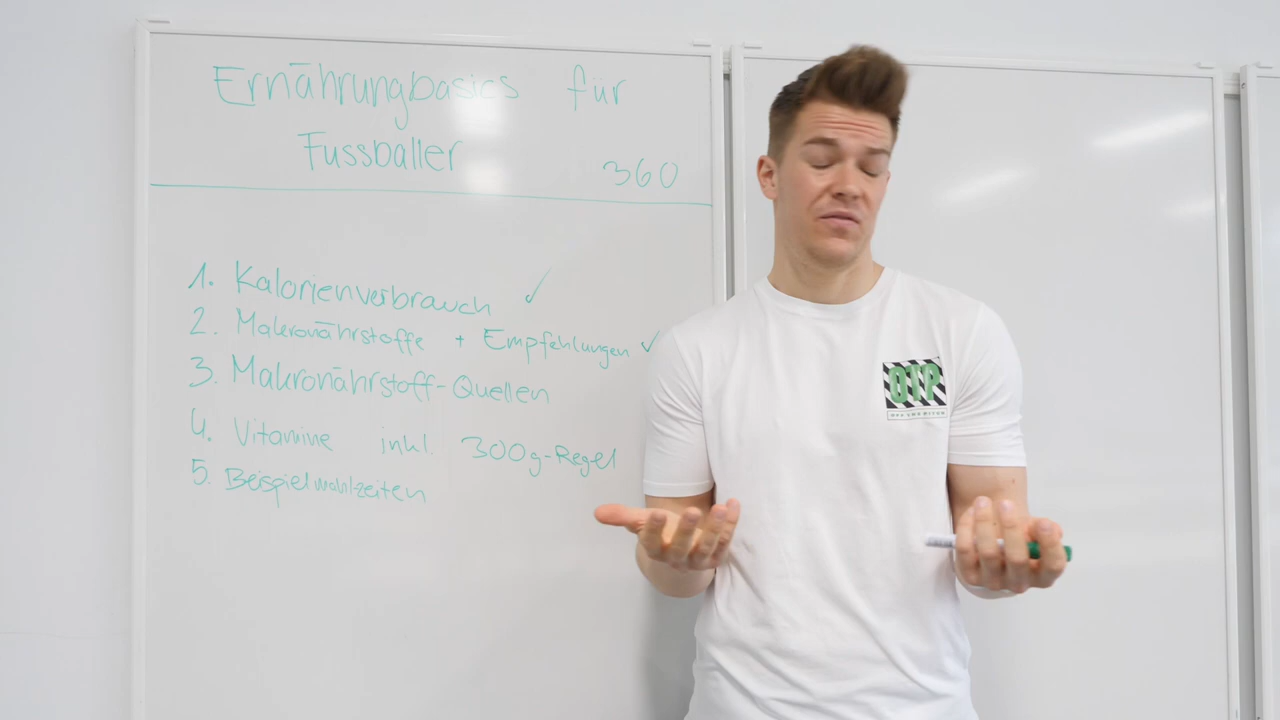 Ernährungbasics für
Fussballer 360
1. Kalorienverbrauch ✓
2. Makronährstoffe + Empfehlungen ✓
3. Makronährstoff-Quellen
4. Vitamine inkl. 300g-Regel
5. Beispielmahlzeiten
OTP